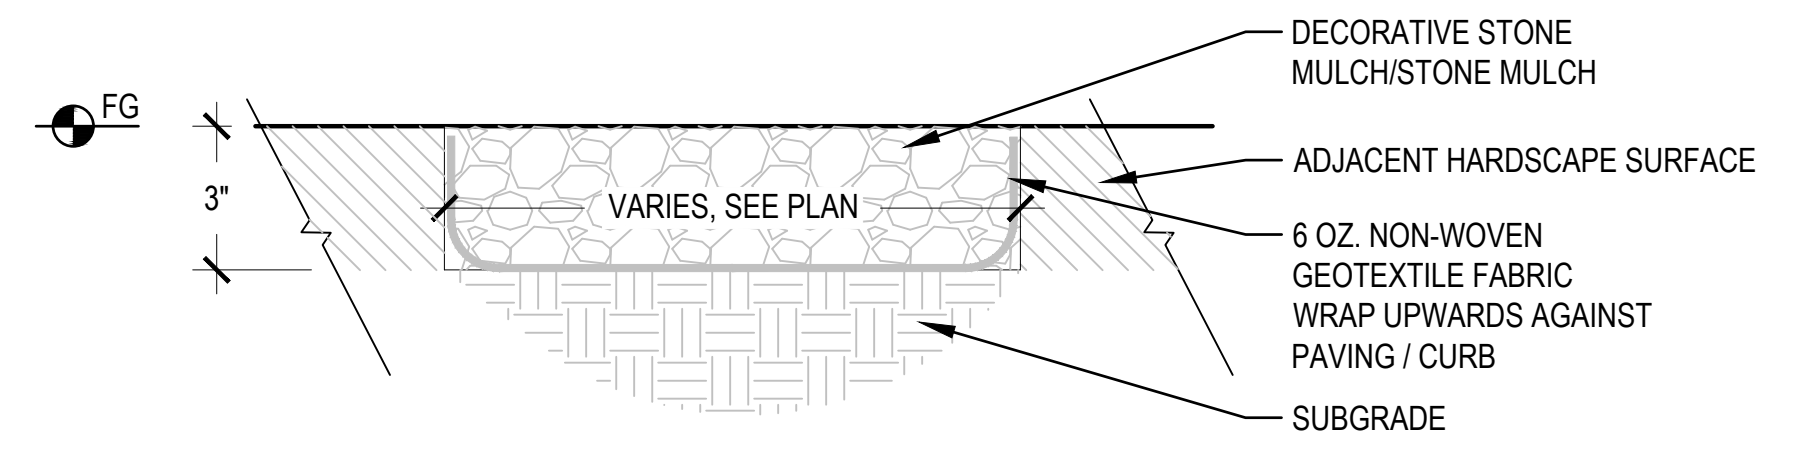 DECORATIVE STONE
MULCH/STONE MULCH
FG
ADJACENT HARDSCAPE SURFACE
3"
VARIES, SEE PLAN
6 OZ. NON-WOVEN
GEOTEXTILE FABRIC
WRAP UPWARDS AGAINST
PAVING / CURB
SUBGRADE